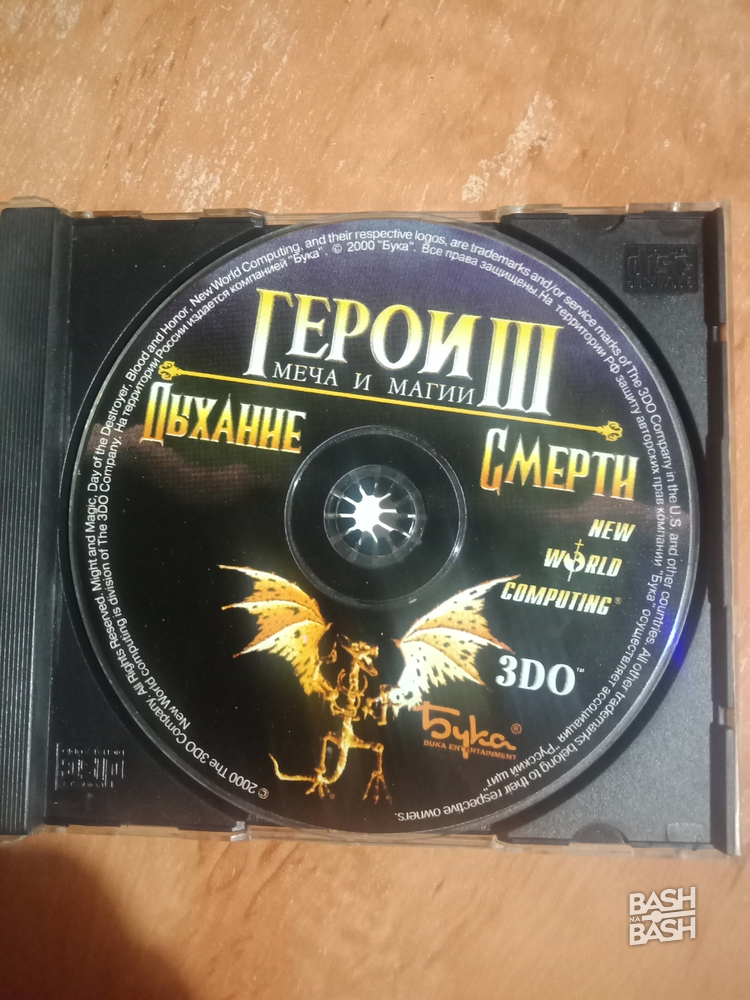 © 2000 The 3DO Company. All Rights Reserved. Might and Magic, Day of the Destroyer, Blood and Honor, New World Computing, and their respective logos, are trademarks and/or service marks of The 3DO Company in the U.S. and other countries. All other trademarks belong to their respective owners.
New World computing is division of The 3DO Company. На территории России издается компанией "Бука". © 2000 "Бука". Все права защищены. На территории РФ защиту авторских прав компании "Бука" осуществляет ассоциация "Русский щит"
ГЕРОИ III
МЕЧА И МАГИИ
ДЫХАНИЕ
СМЕРТИ
NEW
WORLD
COMPUTING®
3DO™
Бука®
BUKA ENTERTAINMENT
BASH
NA
BASH